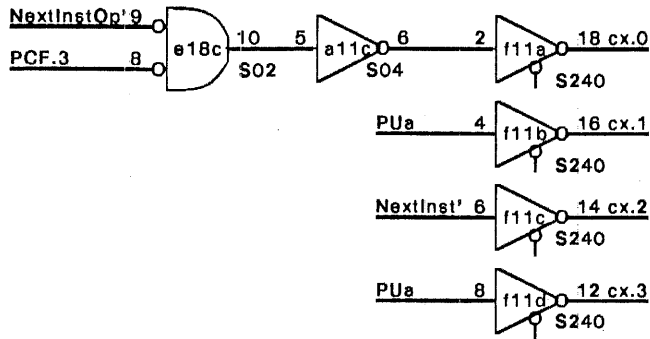 NextInstOp' 9
PCF.3 8
e18c
10 5
S02
a11c
S04
6 2
f11a
18 cx.0
S240
PUa 4
f11b
16 cx.1
S240
NextInst' 6
f11c
14 cx.2
S240
PUa 8
f11d
12 cx.3
S240